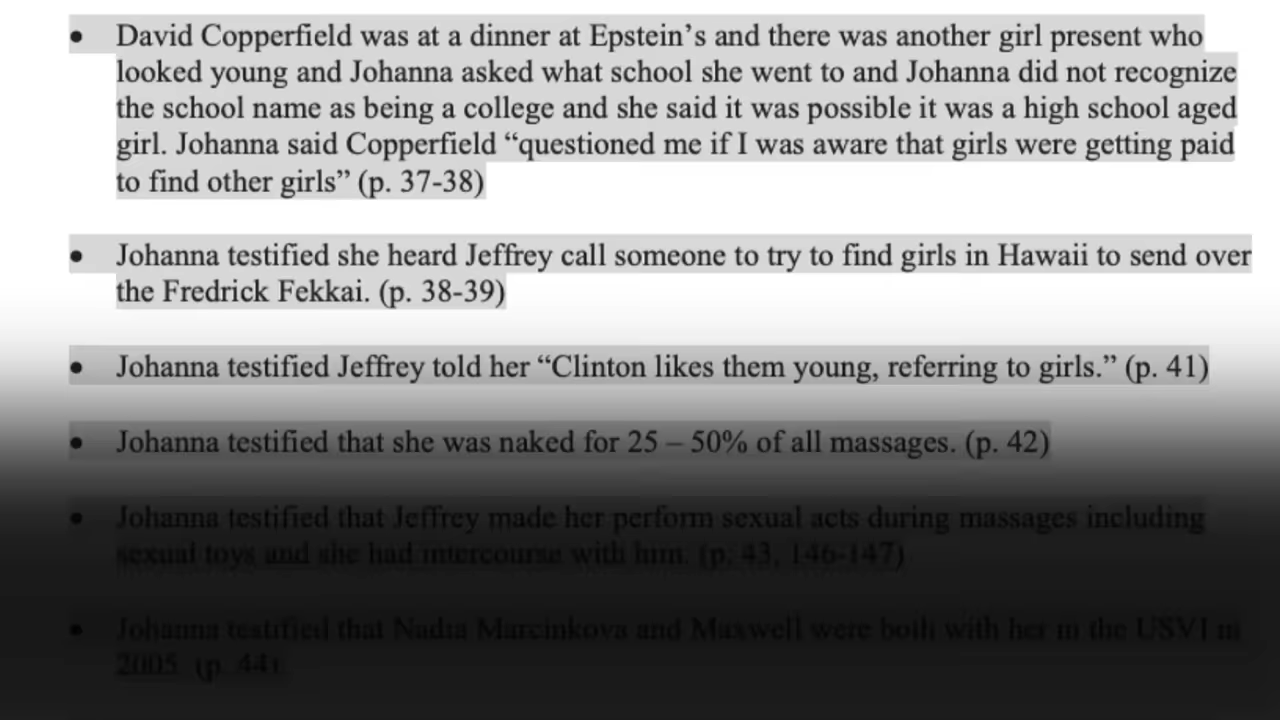 • David Copperfield was at a dinner at Epstein’s and there was another girl present who
looked young and Johanna asked what school she went to and Johanna did not recognize
the school name as being a college and she said it was possible it was a high school aged
girl. Johanna said Copperfield “questioned me if I was aware that girls were getting paid
to find other girls” (p. 37-38)
• Johanna testified she heard Jeffrey call someone to try to find girls in Hawaii to send over
the Fredrick Fekkai. (p. 38-39)
• Johanna testified Jeffrey told her “Clinton likes them young, referring to girls.” (p. 41)
• Johanna testified that she was naked for 25 – 50% of all massages. (p. 42)
• Johanna testified that Jeffrey made her perform sexual acts during massages including
sexual toys and she had intercourse with him. (p. 43, 146-147)
• Johanna testified that Nadia Marcinkova and Maxwell were both with her in the USVI in
2005. (p. 44)